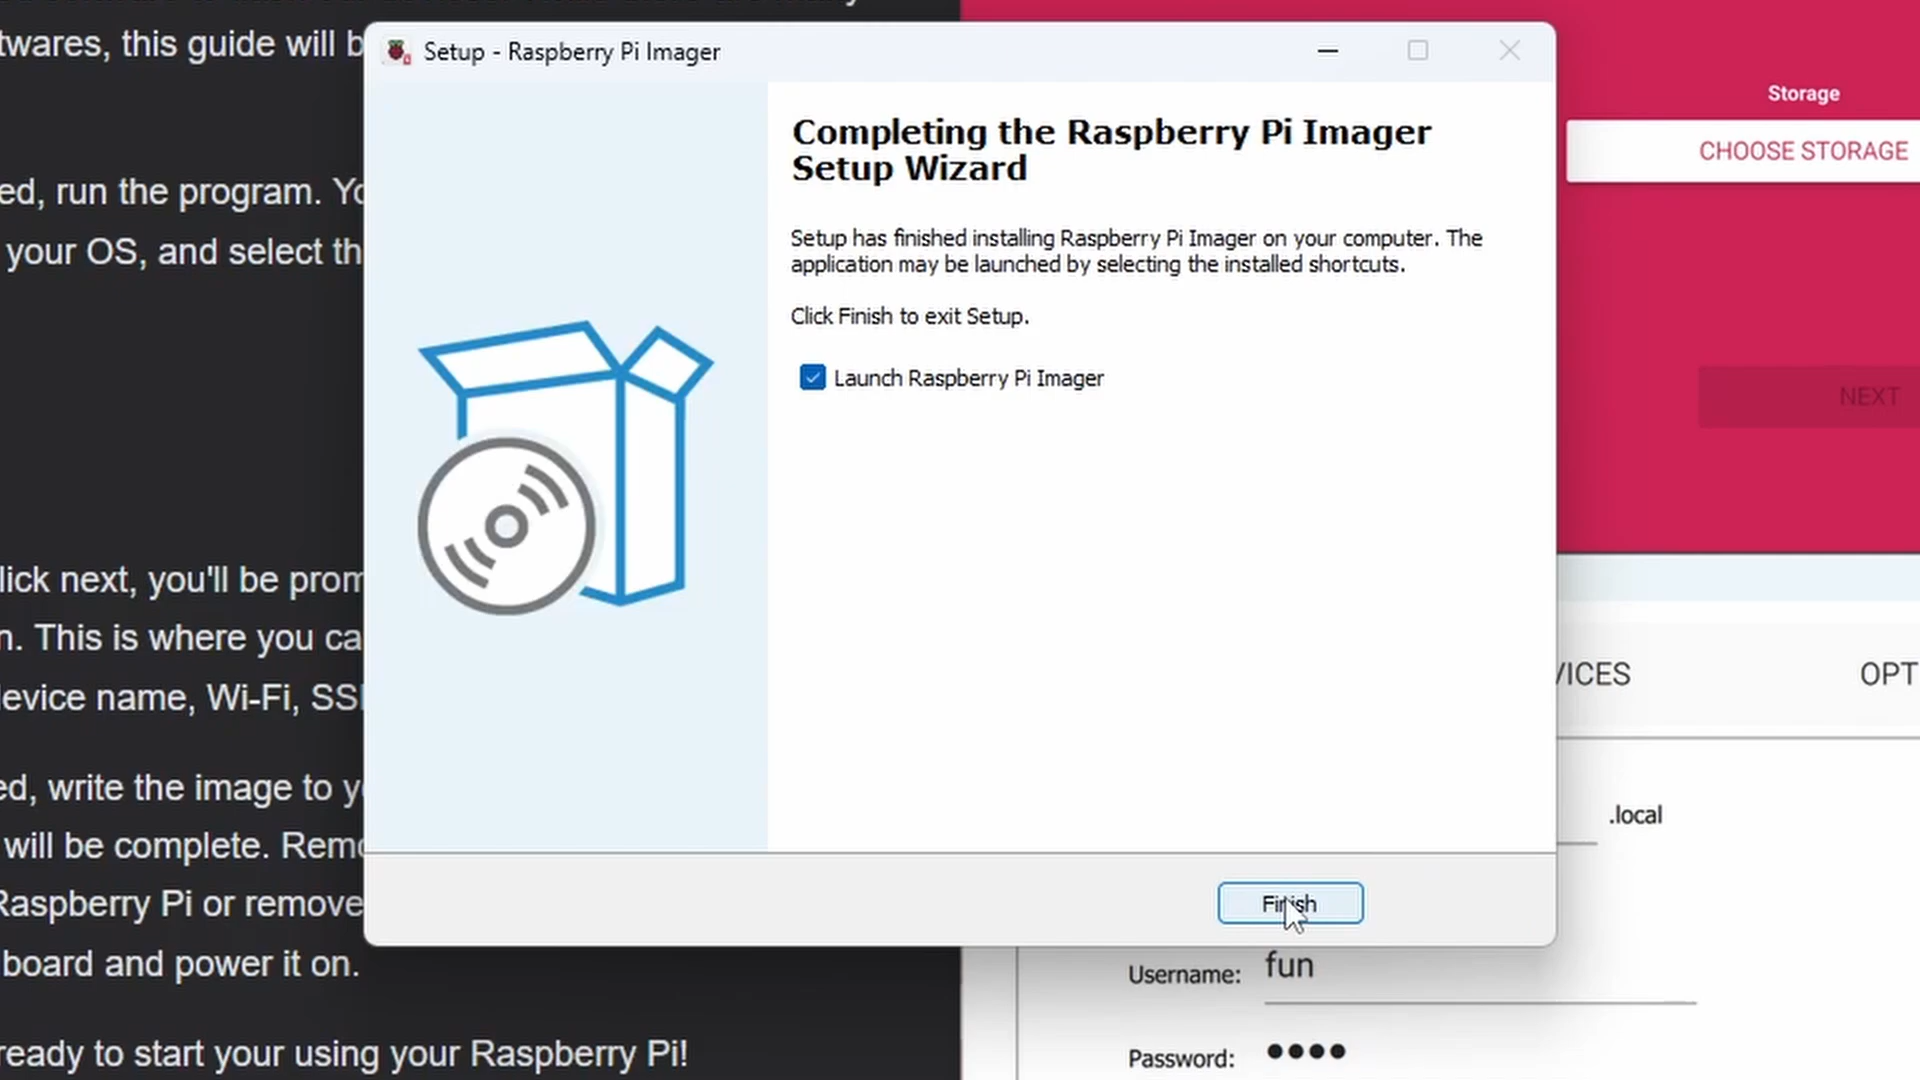 twares, this guide will b
ed, run the program. Yo
your OS, and select th
lick next, you'll be prom
n. This is where you ca
evice name, Wi-Fi, SS
ed, write the image to y
will be complete. Remo
Raspberry Pi or remove
board and power it on.
ready to start your using your Raspberry Pi!
Setup - Raspberry Pi Imager
Completing the Raspberry Pi Imager
Setup Wizard
Setup has finished installing Raspberry Pi Imager on your computer. The
application may be launched by selecting the installed shortcuts.
Click Finish to exit Setup.
Launch Raspberry Pi Imager
Finish
Storage
CHOOSE STORAGE
NEXT
VICES
OPT
.local
Username: fun
Password: ●●●●